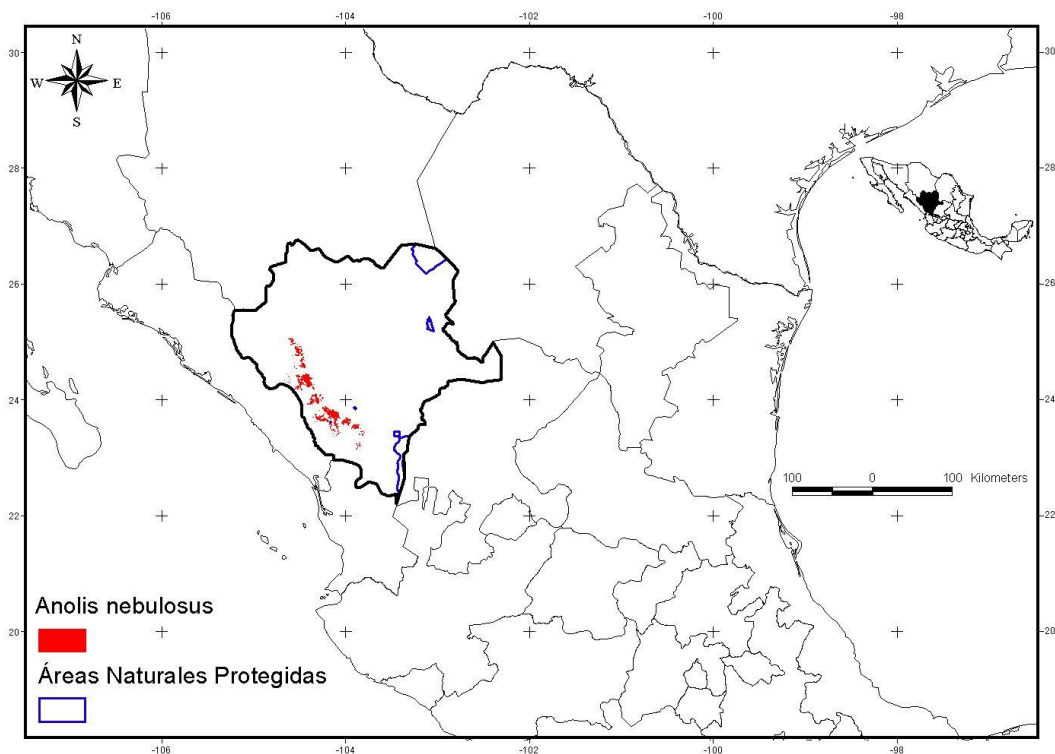 -106 -104 -102 -100 -98
N
W E
S
30 30
28 28
26 26
24 24
22 22
20 20
100 0 100 Kilometers
Anolis nebulosus
Áreas Naturales Protegidas
-106 -104 -102 -100 -98